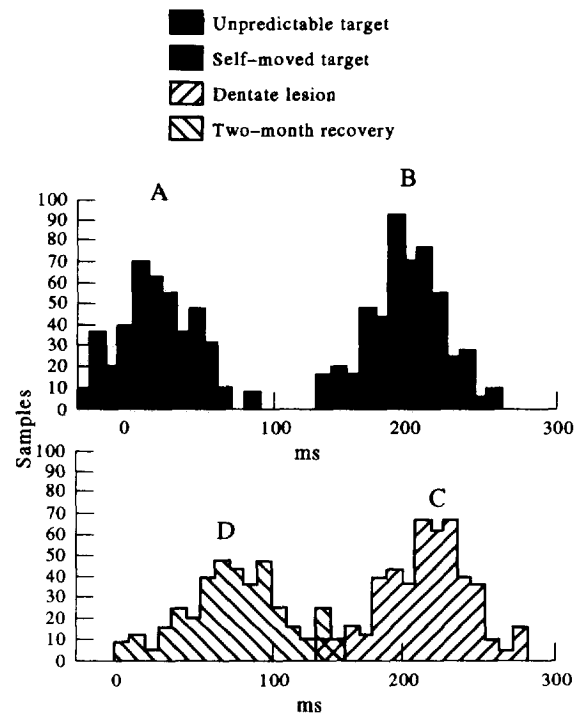 Unpredictable target
Self-moved target
Dentate lesion
Two-month recovery
A
B
100
90
80
70
60
50
40
30
20
10
0
0
100
200
300
ms
Samples
100
90
80
70
60
50
40
30
20
10
0
D
C
0
100
200
300
ms